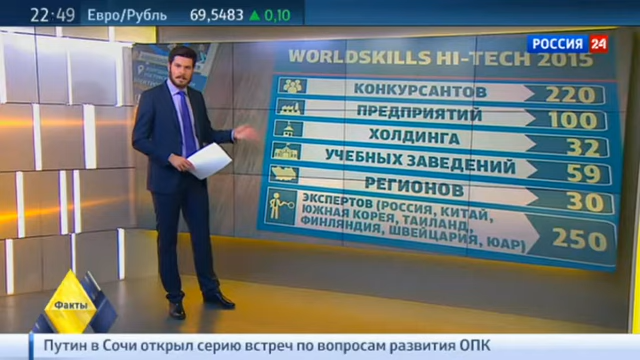 22:49 Евро/Рубль 69,5483 ▲ 0,10
РОССИЯ 24
WORLDSKILLS HI-TECH 2015
КОНКУРСАНТОВ 220
ПРЕДПРИЯТИЙ 100
ХОЛДИНГА 32
УЧЕБНЫХ ЗАВЕДЕНИЙ 59
РЕГИОНОВ 30
ЭКСПЕРТОВ (РОССИЯ, КИТАЙ,
ЮЖНАЯ КОРЕЯ, ТАИЛАНД,
ФИНЛЯНДИЯ, ШВЕЙЦАРИЯ, ЮАР) 250
Факты
Путин в Сочи открыл серию встреч по вопросам развития ОПК